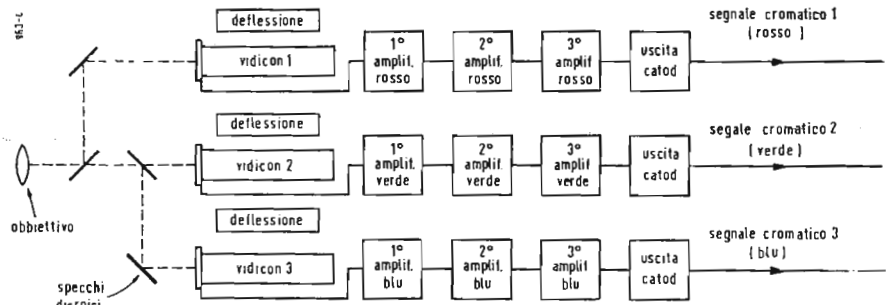 deflessione
vidicon 1
1°
amplif.
rosso
2°
amplif.
rosso
3°
amplif
rosso
uscita
catod
segnale cromatico 1
( rosso )
deflessione
vidicon 2
1°
amplif.
verde
2°
amplif.
verde
3°
amplif
verde
uscita
catod
segale cromatico 2
( verde )
obbiettivo
deflessione
vidicon 3
1°
amplif.
blu
2°
amplif.
blu
3°
amplif
blu
uscita
catod
segnale cromatico 3
( blu )
specchi